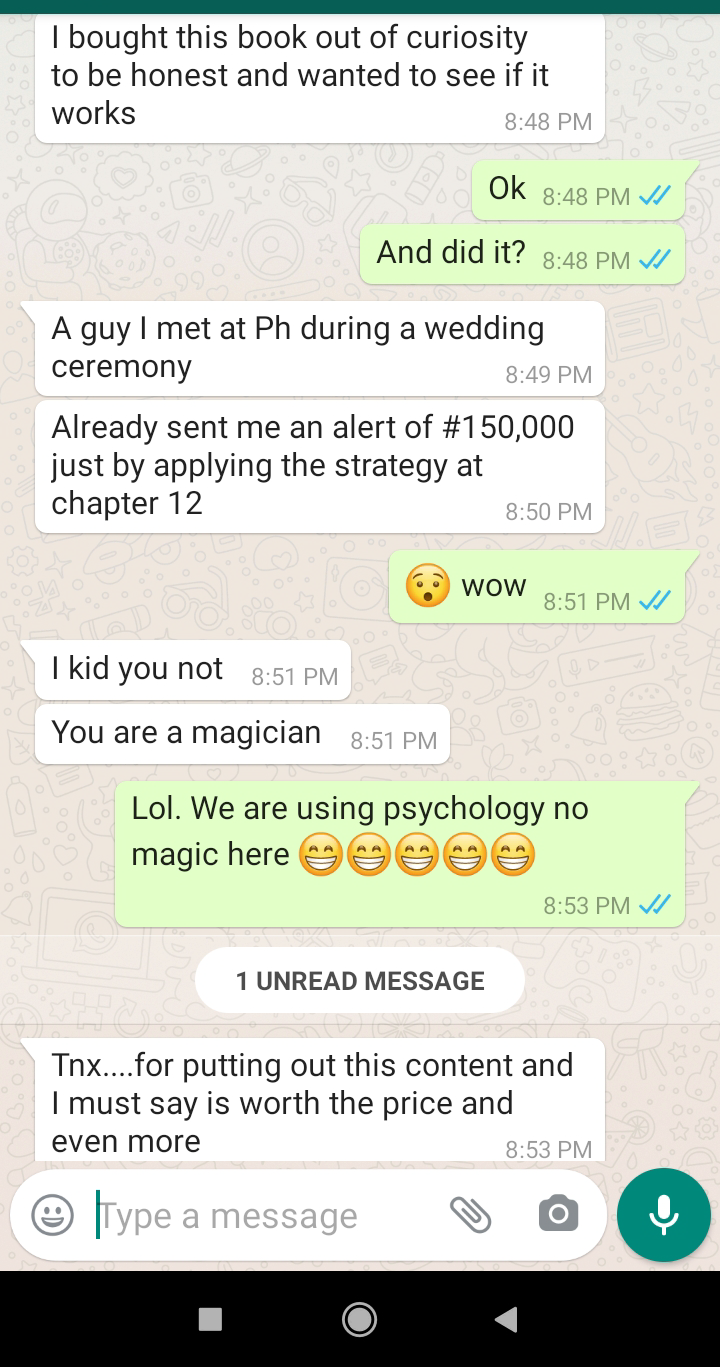 I bought this book out of curiosity
to be honest and wanted to see if it
works
8:48 PM
Ok 8:48 PM
And did it? 8:48 PM
A guy I met at Ph during a wedding
ceremony
8:49 PM
Already sent me an alert of #150,000
just by applying the strategy at
chapter 12
8:50 PM
😯 wow 8:51 PM
I kid you not 8:51 PM
You are a magician 8:51 PM
Lol. We are using psychology no
magic here 😁😁😁😁😁
8:53 PM
1 UNREAD MESSAGE
Tnx....for putting out this content and
I must say is worth the price and
even more
8:53 PM
Type a message